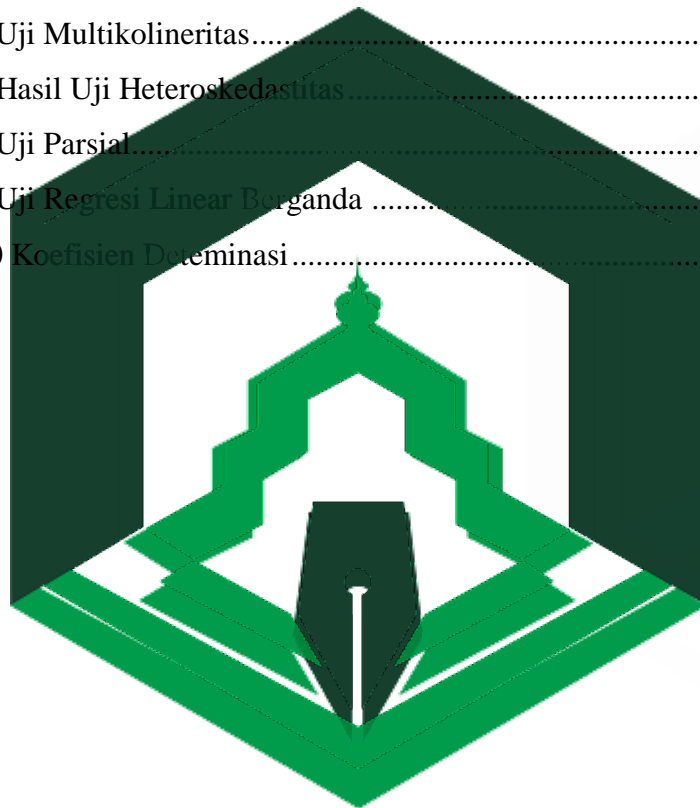 Uji Multikolineritas....................................................
Hasil Uji Heteroskedastitas.........................................
Uji Parsial....................................................................
Uji Regresi Linear Berganda .......................................
) Koefisien Deteminasi................................................